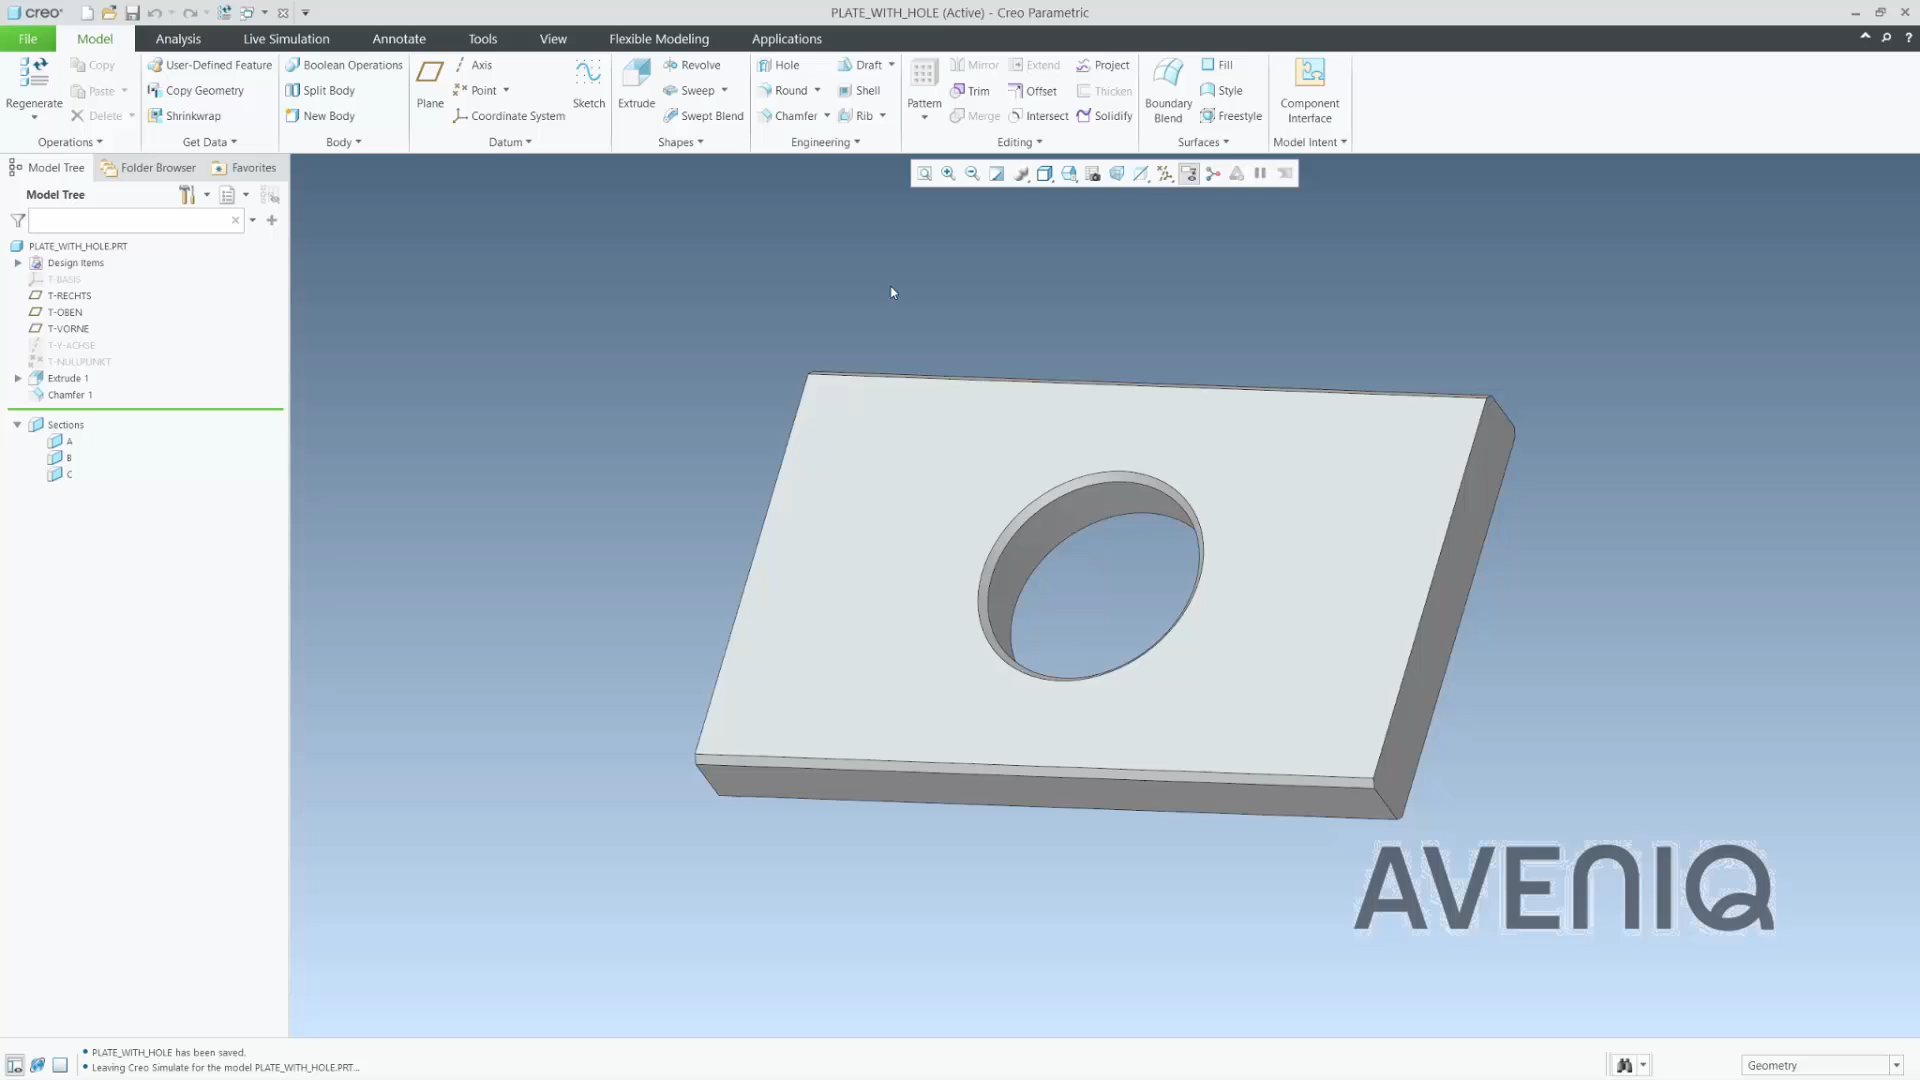 creo
PLATE_WITH_HOLE (Active) - Creo Parametric
File Model Analysis Live Simulation Annotate Tools View Flexible Modeling Applications
Regenerate
Copy
Paste
Delete
Operations
User-Defined Feature
Copy Geometry
Shrinkwrap
Get Data
Boolean Operations
Split Body
New Body
Body
Plane
Axis
Point
Coordinate System
Sketch
Datum
Extrude
Revolve
Sweep
Swept Blend
Shapes
Hole
Round
Chamfer
Draft
Shell
Rib
Engineering
Pattern
Mirror
Trim
Merge
Extend
Offset
Intersect
Project
Thicken
Solidify
Editing
Boundary
Blend
Fill
Style
Freestyle
Surfaces
Component
Interface
Model Intent
Model Tree Folder Browser Favorites
Model Tree
PLATE_WITH_HOLE.PRT
Design Items
T-BASIS
T-RECHTS
T-OBEN
T-VORNE
T-Y-ACHSE
T-NULLPUNKT
Extrude 1
Chamfer 1
Sections
A
B
C
AVENIQ
• PLATE_WITH_HOLE has been saved.
• Leaving Creo Simulate for the model PLATE_WITH_HOLE.PRT...
Geometry